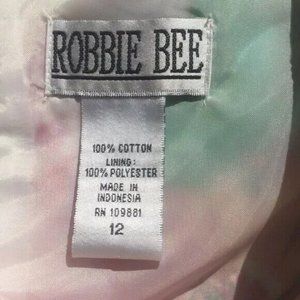 ROBBIE BEE
100% COTTON
LINING:
100% POLYESTER
MADE IN
INDONESIA
RN 109881
12